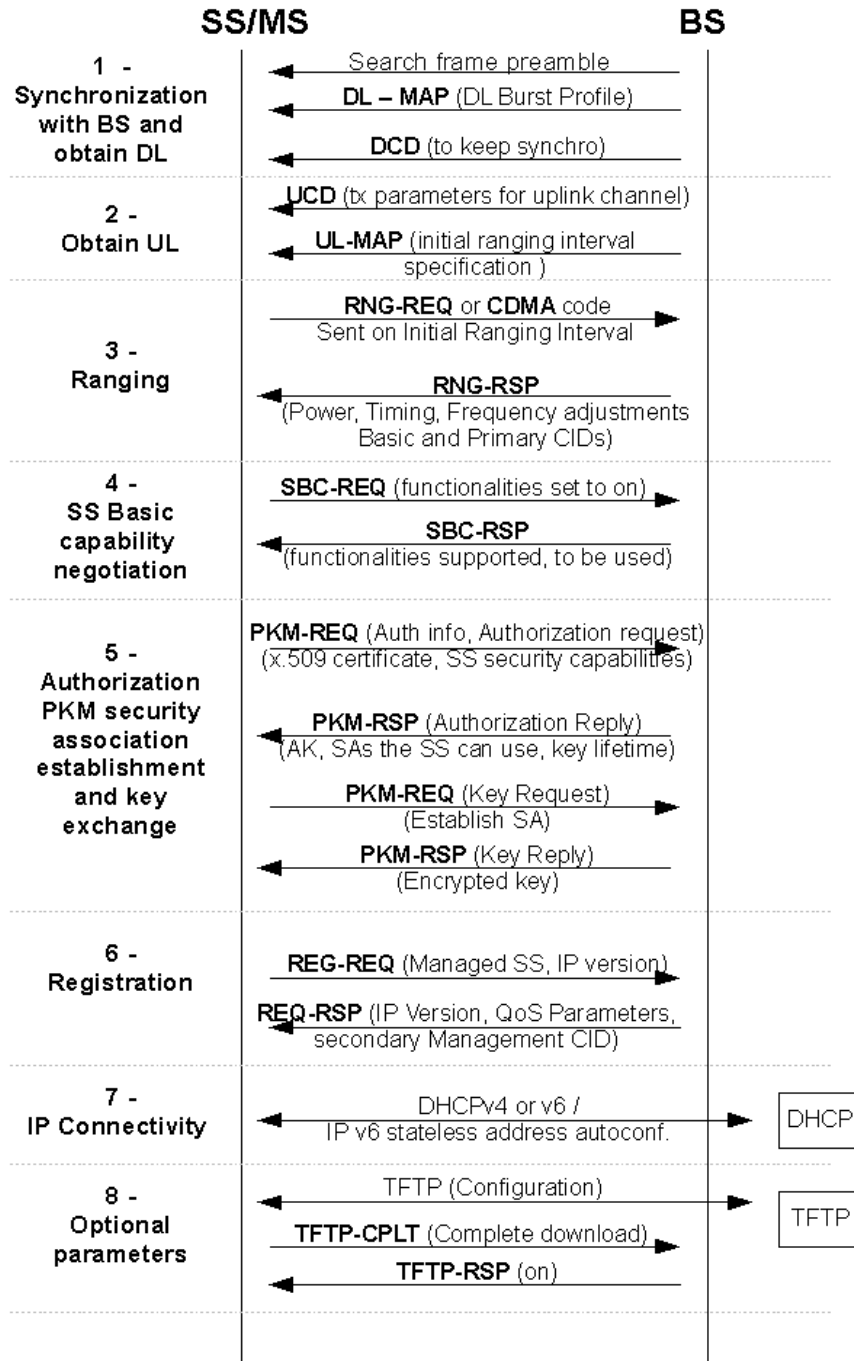 SS/MS
BS
1 -
Synchronization
with BS and
obtain DL
Search frame preamble
DL – MAP (DL Burst Profile)
DCD (to keep synchro)
2 -
Obtain UL
UCD (tx parameters for uplink channel)
UL-MAP (initial ranging interval
specification )
3 -
Ranging
RNG-REQ or CDMA code
Sent on Initial Ranging Interval
RNG-RSP
(Power, Timing, Frequency adjustments
Basic and Primary CIDs)
4 -
SS Basic
capability
negotiation
SBC-REQ (functionalities set to on)
SBC-RSP
(functionalities supported, to be used)
5 -
Authorization
PKM security
association
establishment
and key
exchange
PKM-REQ (Auth info, Authorization request)
(x.509 certificate, SS security capabilities)
PKM-RSP (Authorization Reply)
(AK, SAs the SS can use, key lifetime)
PKM-REQ (Key Request)
(Establish SA)
PKM-RSP (Key Reply)
(Encrypted key)
6 -
Registration
REG-REQ (Managed SS, IP version)
REQ-RSP (IP Version, QoS Parameters,
secondary Management CID)
7 -
IP Connectivity
DHCPv4 or v6 /
IP v6 stateless address autoconf.
DHCP
8 -
Optional
parameters
TFTP (Configuration)
TFTP
TFTP-CPLT (Complete download)
TFTP-RSP (on)